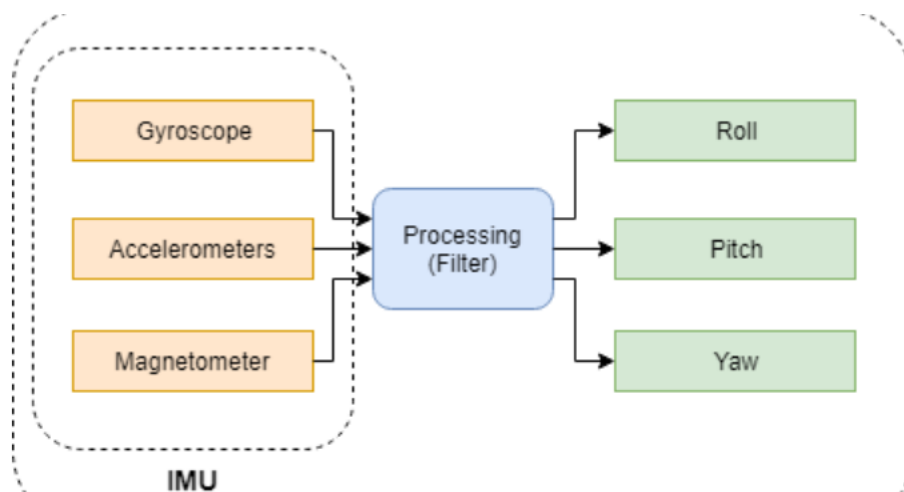 Gyroscope
Roll
Accelerometers
Processing
(Filter)
Pitch
Magnetometer
Yaw
IMU